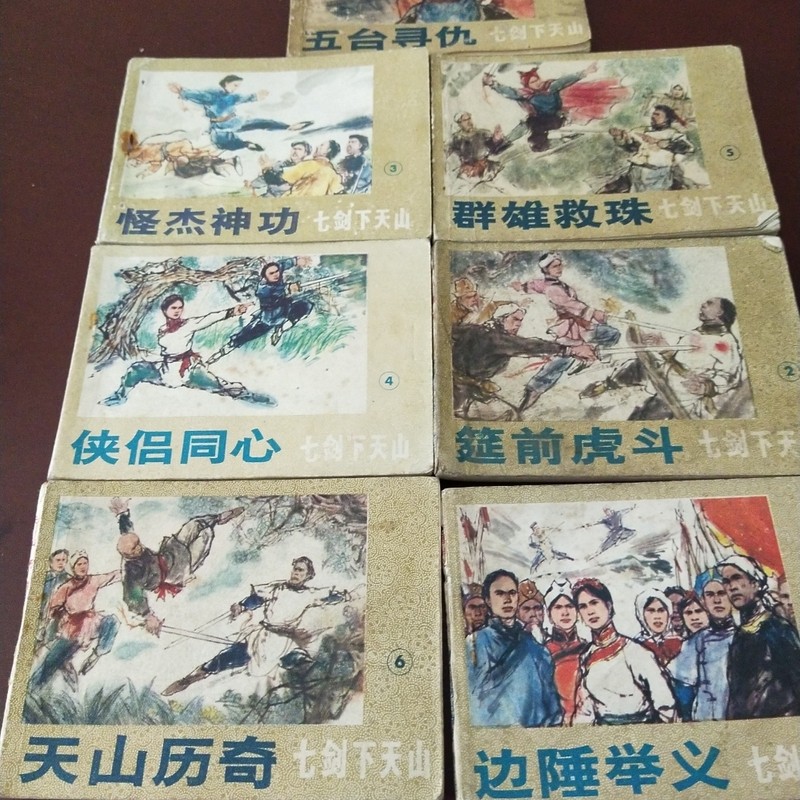 五台寻仇 七剑下天山
3
怪杰神功 七剑下天山
5
群雄救珠 七剑下天山
4
侠侣同心 七剑下天山
2
筵前虎斗 七剑下天
6
天山历奇 七剑下天山
边陲举义 七剑